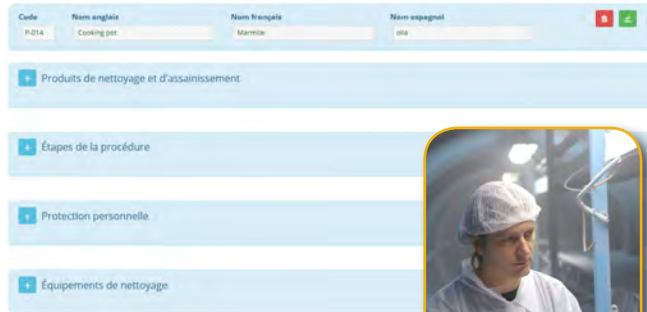 Code Nom anglais Nom français Nom espagnol
P-014 Cooking pot Marmite olla
+ Produits de nettoyage et d'assainissement
+ Étapes de la procédure
+ Protection personnelle
+ Équipements de nettoyage